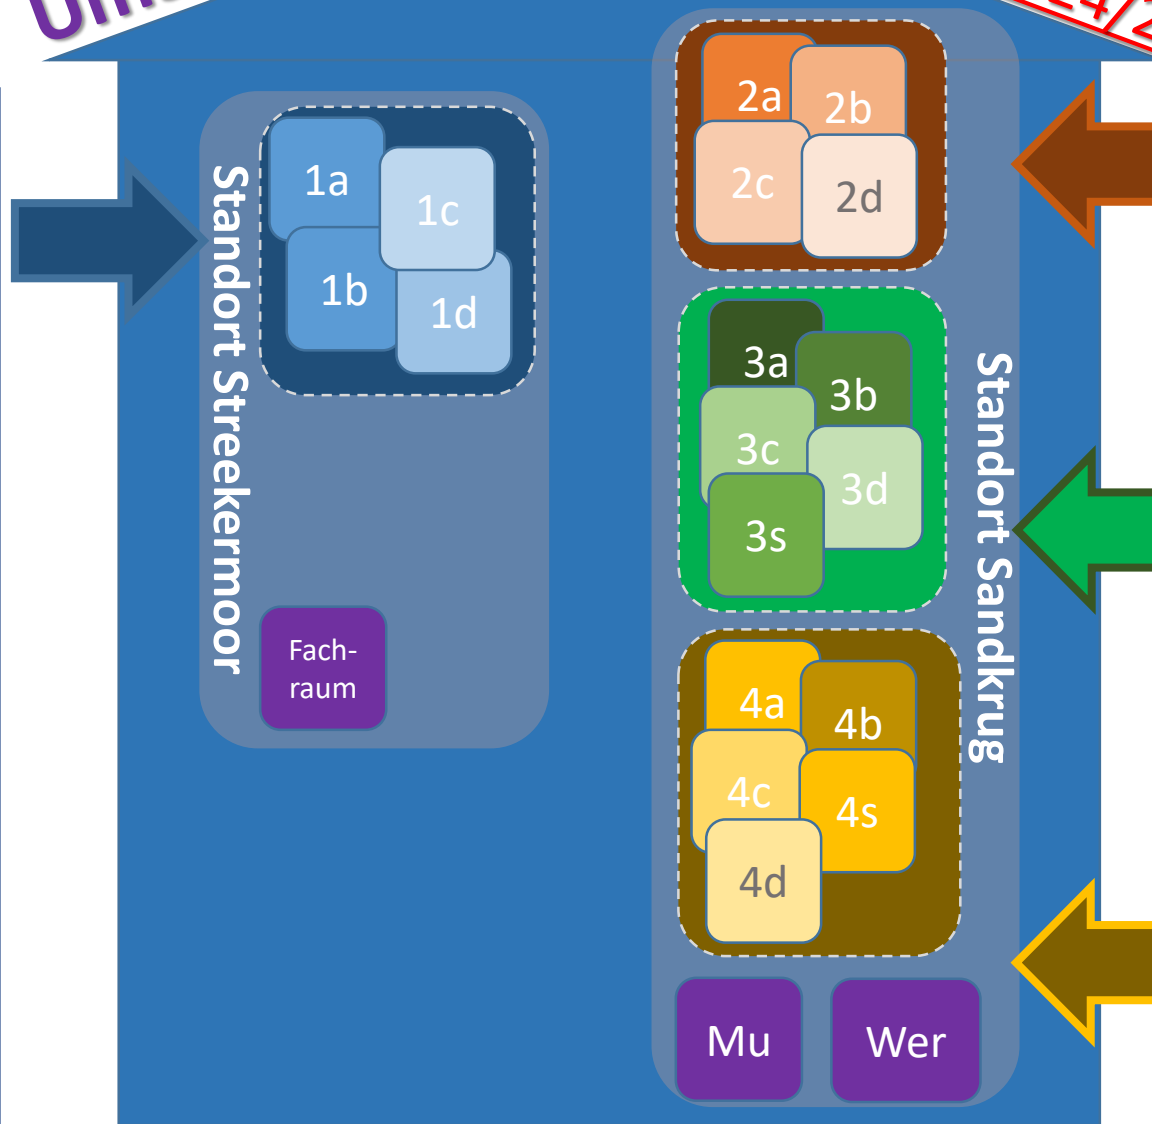 Standort Streekermoor
1a
1c
1b
1d
Fach-
raum
2a
2b
2c
2d
3a
3b
3c
3d
3s
4a
4b
4c
4s
4d
Mu
Wer
Standort Sandkrug